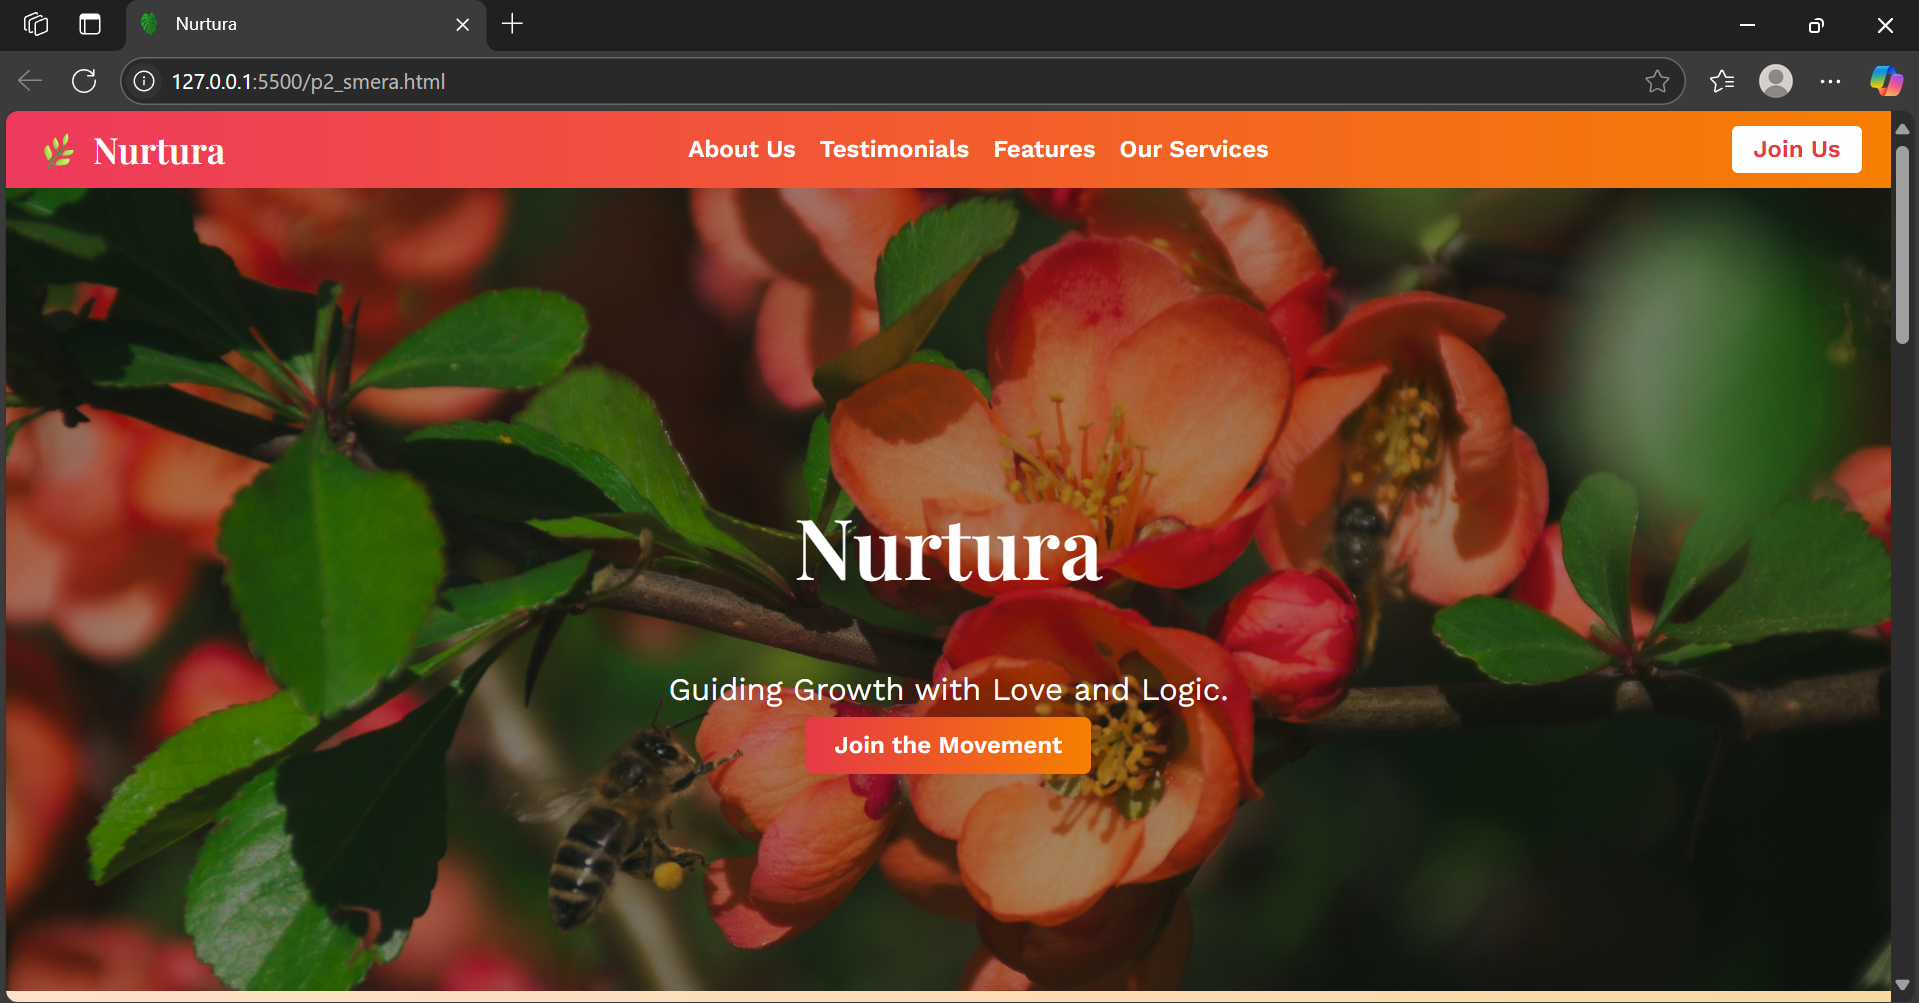 Nurtura
127.0.0.1:5500/p2_smera.html
Nurtura
About Us Testimonials Features Our Services
Join Us
Nurtura
Guiding Growth with Love and Logic.
Join the Movement